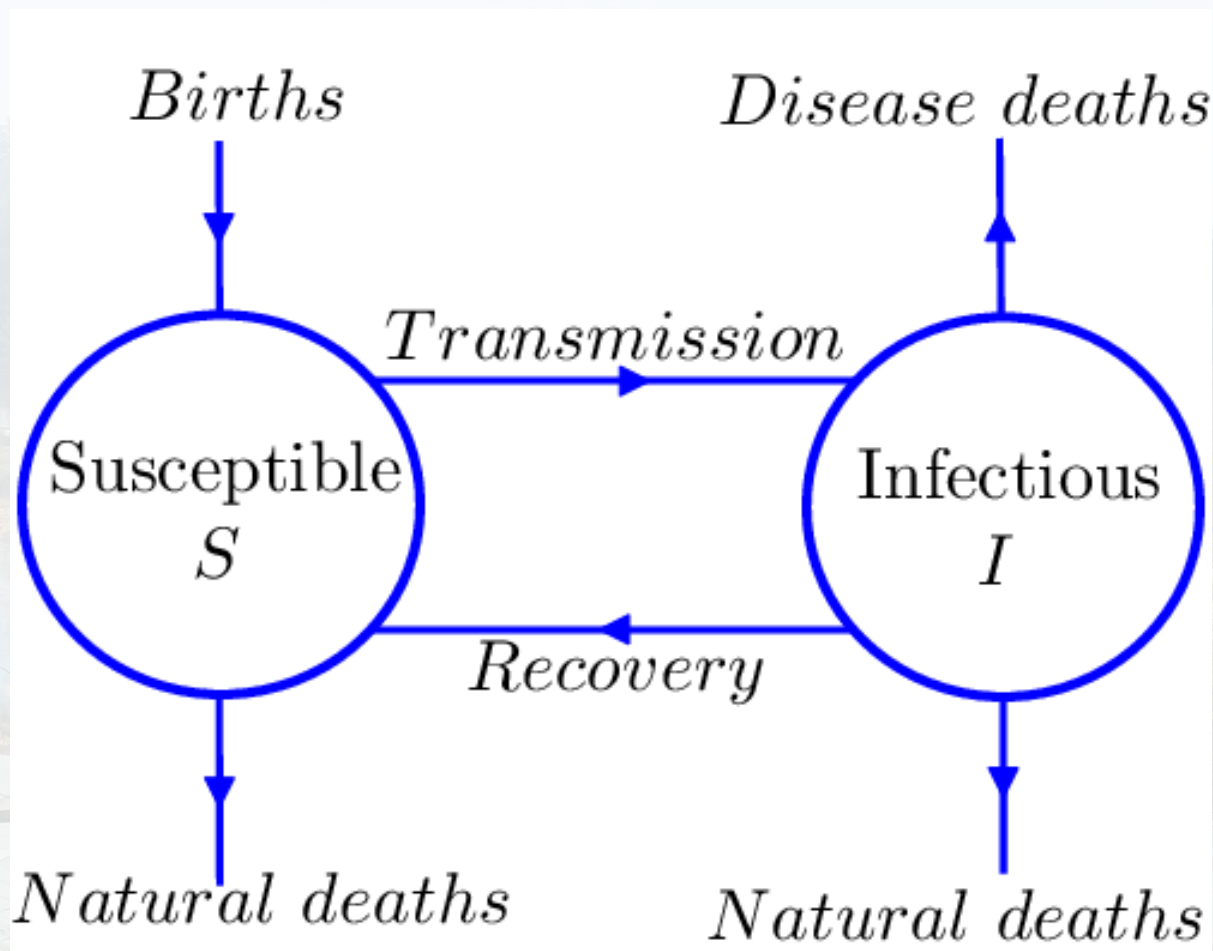 Births
Disease deaths
Transmission
Susceptible
S
Infectious
I
Recovery
Natural deaths
Natural deaths